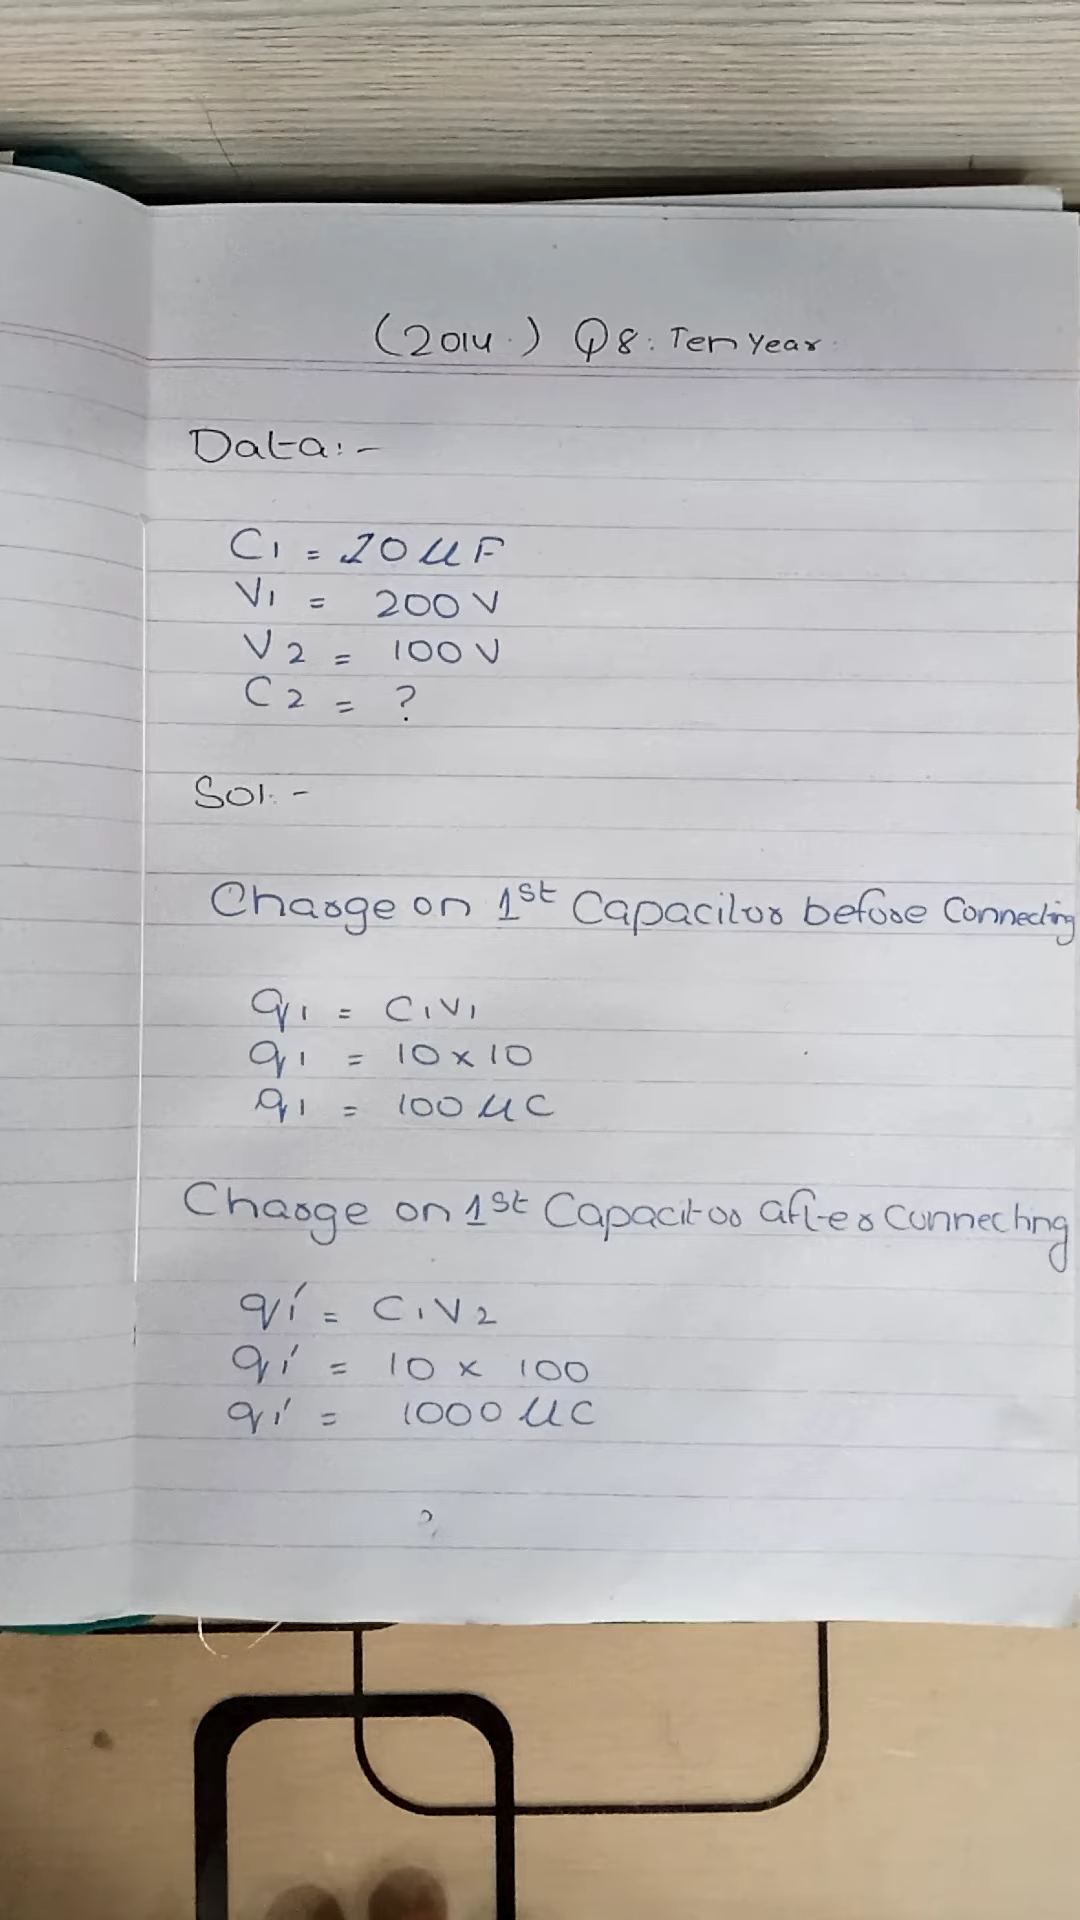 (2014.) Q8: Ten Year
Data:-
C1 = 20 μF
V1 = 200 V
V2 = 100 V
C2 = ?
Sol:-
Charge on 1st Capacitor before Connecting
q1 = C1V1
q1 = 10 x 10
q1 = 100 μC
Charge on 1st Capacitor after Connecting
q1' = C1V2
q1' = 10 x 100
q1' = 1000 μC